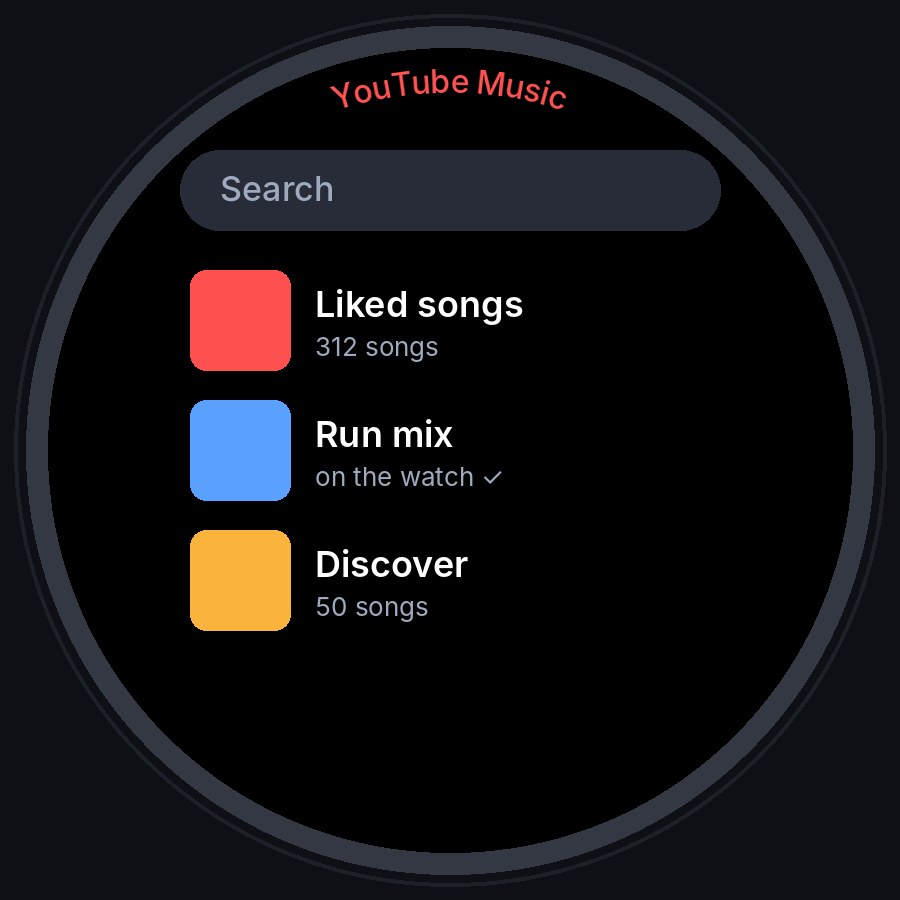 YouTube Music
Search
Liked songs
312 songs
Run mix
on the watch ✓
Discover
50 songs